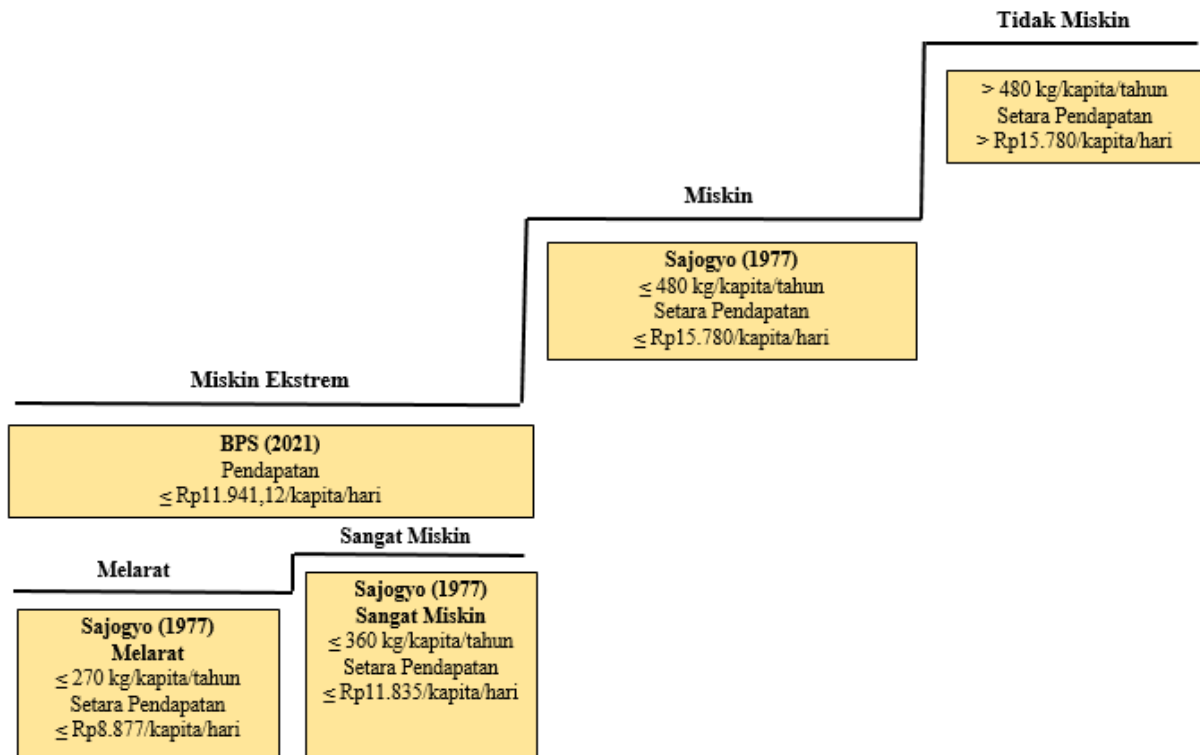 Tidak Miskin
> 480 kg/kapita/tahun
Setara Pendapatan
> Rp15.780/kapita/hari
Miskin
Sajogyo (1977)
≤ 480 kg/kapita/tahun
Setara Pendapatan
≤ Rp15.780/kapita/hari
Miskin Ekstrem
BPS (2021)
Pendapatan
≤ Rp11.941,12/kapita/hari
Melarat
Sajogyo (1977)
Melarat
≤ 270 kg/kapita/tahun
Setara Pendapatan
≤ Rp8.877/kapita/hari
Sangat Miskin
Sajogyo (1977)
Sangat Miskin
≤ 360 kg/kapita/tahun
Setara Pendapatan
≤ Rp11.835/kapita/hari